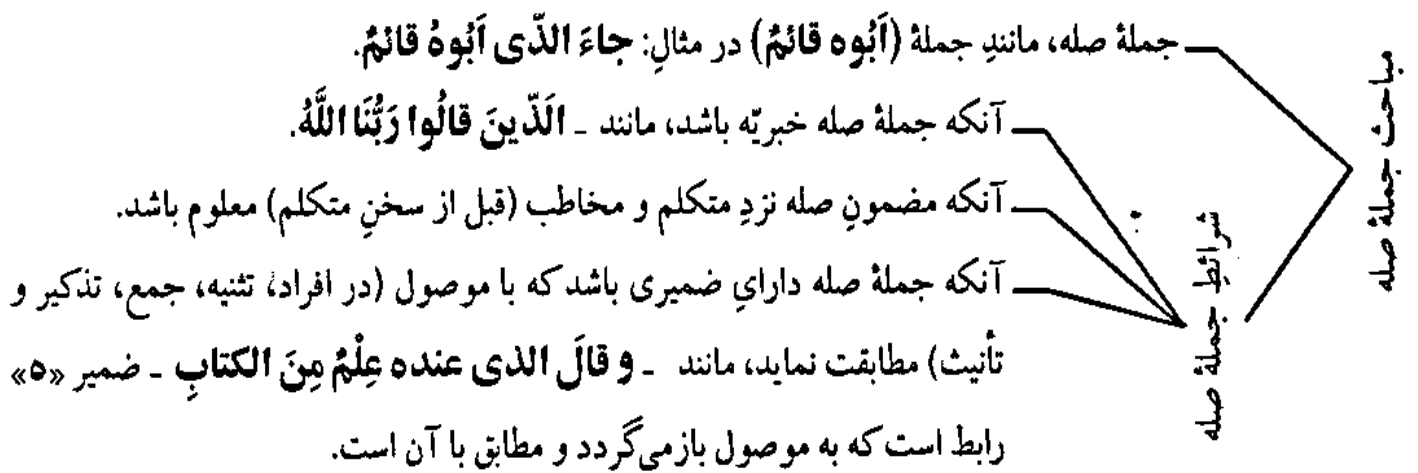 مباحث جملهٔ صله
جملهٔ صله، مانندِ جملهٔ (اَبُوه قائمٌ) در مثالِ: جاءَ الذّی اَبُوهُ قائمٌ.
شرائطِ جملهٔ صله
آنکه جملهٔ صله خبریّه باشد، مانند ـ الَذّینَ قالُوا رَبُّنَا اللَّهُ.
آنکه مضمونِ صله نزدِ متکلم و مخاطب (قبل از سخنِ متکلم) معلوم باشد.
آنکه جملهٔ صله دارایِ ضمیری باشد که با موصول (در افراد، تثنیه، جمع، تذکیر و
تأنیث) مطابقت نماید، مانند ـ و قالَ الذی عنده عِلْمٌ مِنَ الکتابِ ـ ضمیر «ه»
رابط است که به موصول بازمی‌گردد و مطابق با آن است.